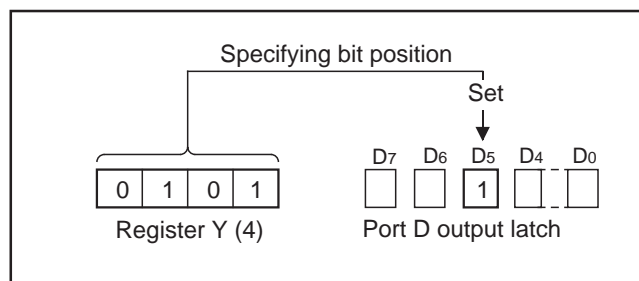 Specifying bit position
Set
D7 D6 D5 D4 D0
0 1 0 1 1
Register Y (4) Port D output latch